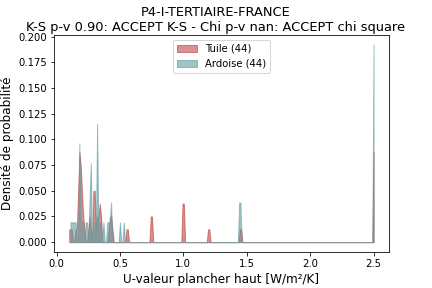 P4-I-TERTIAIRE-FRANCE
K-S p-v 0.90: ACCEPT K-S - Chi p-v nan: ACCEPT chi square
Densité de probabilité
0.200
0.175
0.150
0.125
0.100
0.075
0.050
0.025
0.000
Tuile (44)
Ardoise (44)
0.0 0.5 1.0 1.5 2.0 2.5
U-valeur plancher haut [W/m²/K]